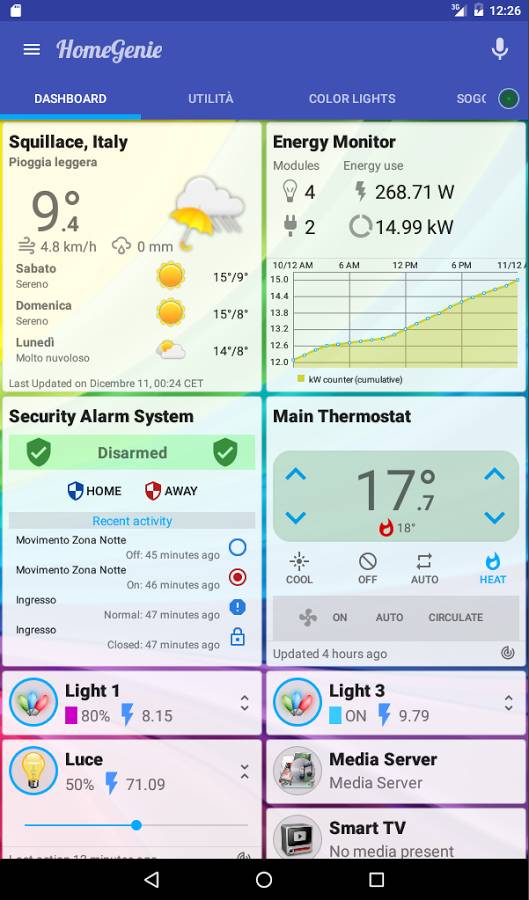 3G
12:26
HomeGenie
DASHBOARD
UTILITÀ
COLOR LIGHTS
SOGG
Squillace, Italy
Pioggia leggera
9°.4
4.8 km/h
0 mm
Sabato
Sereno
15°/9°
Domenica
Sereno
15°/8°
Lunedì
Molto nuvoloso
14°/8°
Last Updated on Dicembre 11, 00:24 CET
Energy Monitor
Modules
Energy use
4
268.71 W
2
14.99 kW
10/12 AM
6 AM
12 PM
6 PM
11/12 A
15.0
14.4
13.8
13.2
12.6
12.0
kW counter (cumulative)
Security Alarm System
Disarmed
HOME
AWAY
Recent activity
Movimento Zona Notte
Off: 45 minutes ago
Movimento Zona Notte
On: 46 minutes ago
Ingresso
Normal: 47 minutes ago
Ingresso
Closed: 47 minutes ago
Main Thermostat
17°.7
18°
COOL
OFF
AUTO
HEAT
ON
AUTO
CIRCULATE
Updated 4 hours ago
Light 1
80%
8.15
Light 3
ON
9.79
Luce
50%
71.09
Last action 12 minutes ago
Media Server
Media Server
Smart TV
No media present